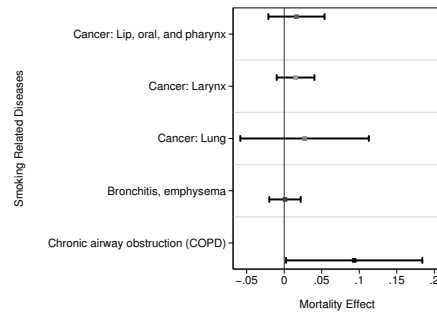 Smoking Related Diseases
Cancer: Lip, oral, and pharynx
Cancer: Larynx
Cancer: Lung
Bronchitis, emphysema
Chronic airway obstruction (COPD)
−.05 0 .05 .1 .15 .2
Mortality Effect